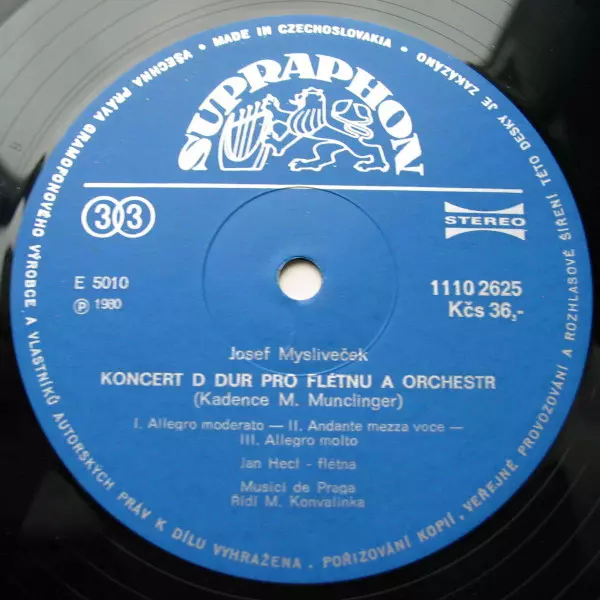 VŠECHNA PRÁVA GRAMOFONOVÉHO VÝROBCE A VLASTNÍKŮ AUTORSKÝCH PRÁV K DÍLU VYHRAŽENA. POŘIZOVÁNÍ KOPIÍ, VEŘEJNÉ PROVOZOVÁNÍ A ROZHLASOVÉ ŠÍŘENÍ TÉTO DESKY JE ZAKÁZÁNO • MADE IN CZECHOSLOVAKIA •
SUPRAPHON
33
STEREO
E 5010
Ⓟ 1980
1110 2625
Kčs 36,-
Josef Mysliveček
KONCERT D DUR PRO FLÉTNU A ORCHESTR
(Kadence M. Munclinger)
I. Allegro moderato — II. Andante mezza voce —
III. Allegro molto
Jan Hecl - flétna
Musici de Praga
Řídí M. Konvalinka